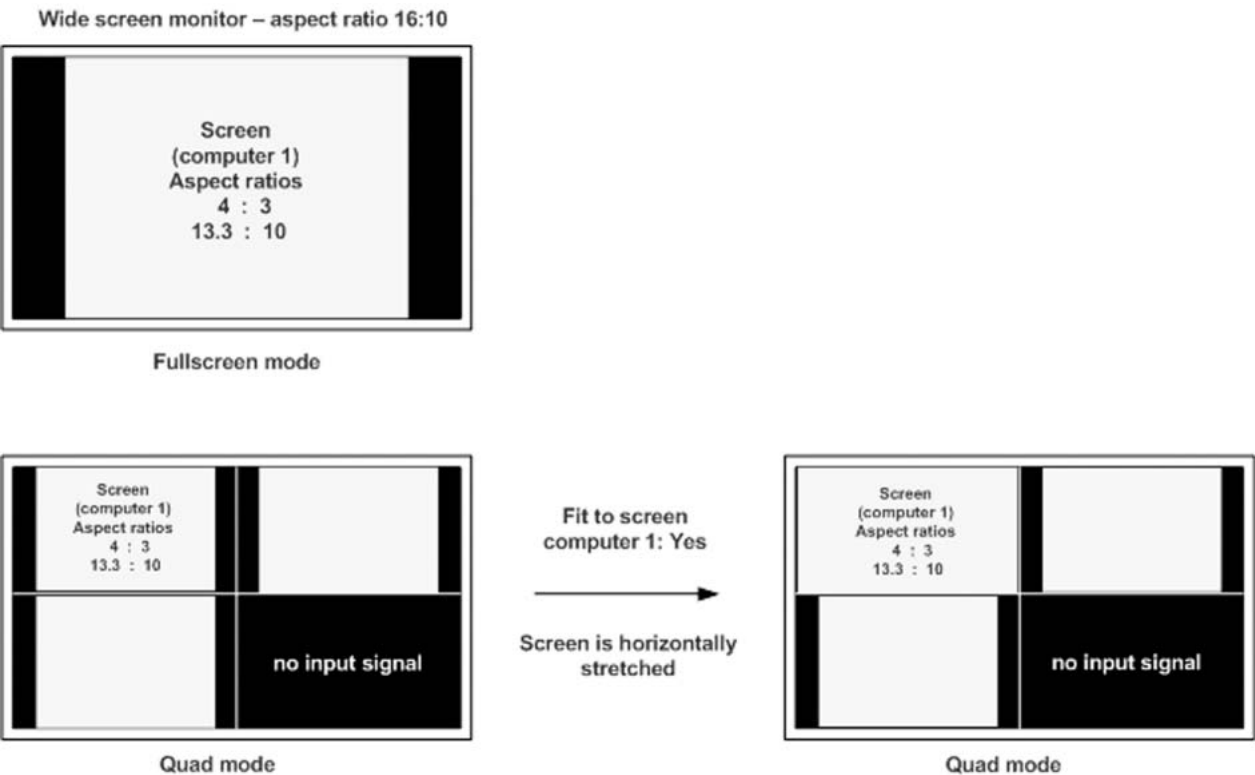 Wide screen monitor – aspect ratio 16:10
Screen
(computer 1)
Aspect ratios
4 : 3
13.3 : 10
Fullscreen mode
Screen
(computer 1)
Aspect ratios
4 : 3
13.3 : 10
no input signal
Quad mode
Fit to screen
computer 1: Yes
Screen is horizontally
stretched
Screen
(computer 1)
Aspect ratios
4 : 3
13.3 : 10
no input signal
Quad mode